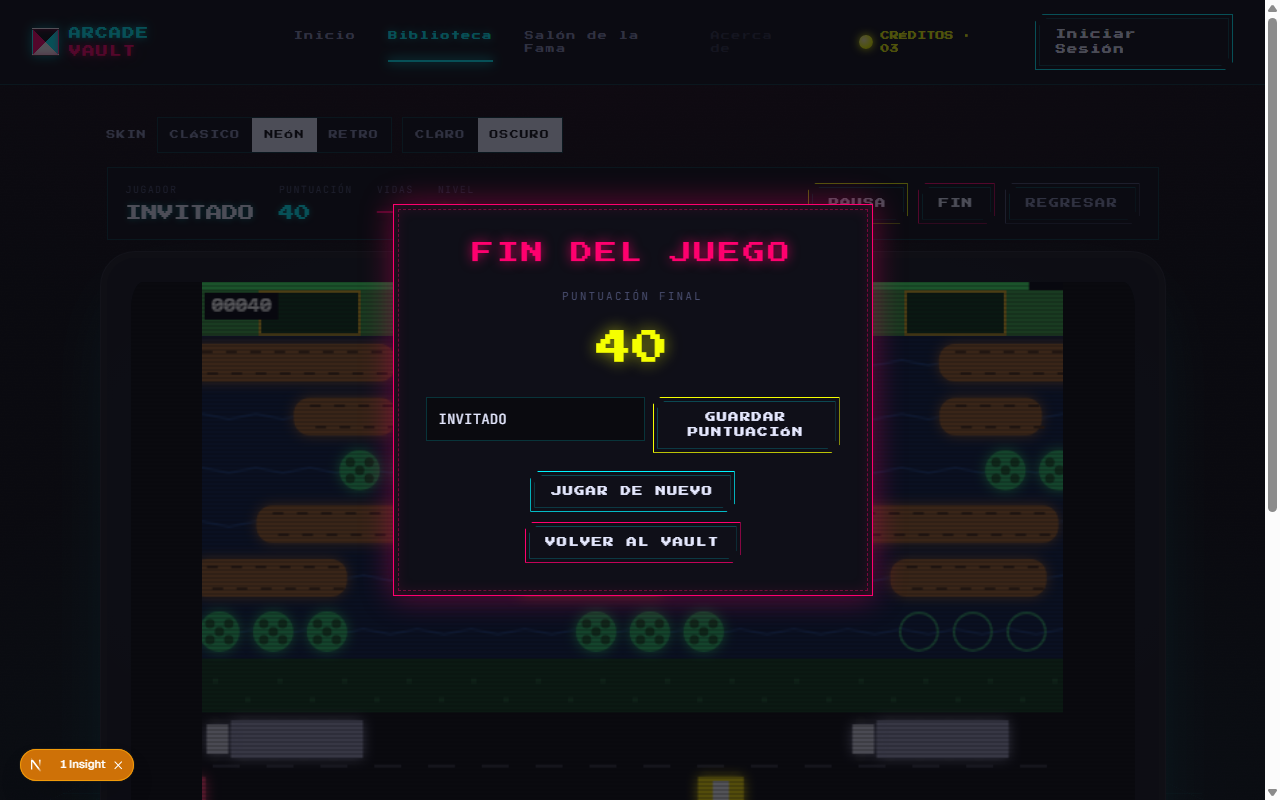 ARCADE
VAULT
Inicio
Biblioteca
Salón de la
Fama
Acerca
de
CRéDITOS ·
03
Iniciar
Sesión
SKIN
CLáSICO
NEóN
RETRO
CLARO
OSCURO
JUGADOR
INVITADO
PUNTUACIÓN
40
VIDAS
NIVEL
PAUSA
FIN
REGRESAR
00040
FIN DEL JUEGO
PUNTUACIÓN FINAL
40
INVITADO
GUARDAR
PUNTUACIóN
JUGAR DE NUEVO
VOLVER AL VAULT
1 Insight